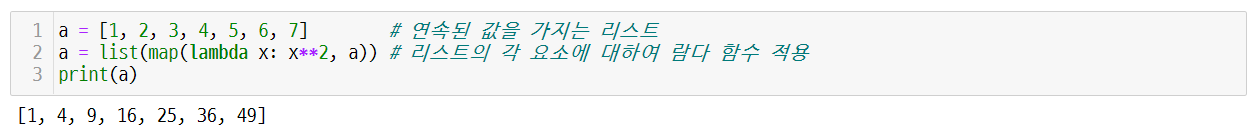 1 a = [1, 2, 3, 4, 5, 6, 7]        # 연속된 값을 가지는 리스트
2 a = list(map(lambda x: x**2, a)) # 리스트의 각 요소에 대하여 람다 함수 적용
3 print(a)
[1, 4, 9, 16, 25, 36, 49]